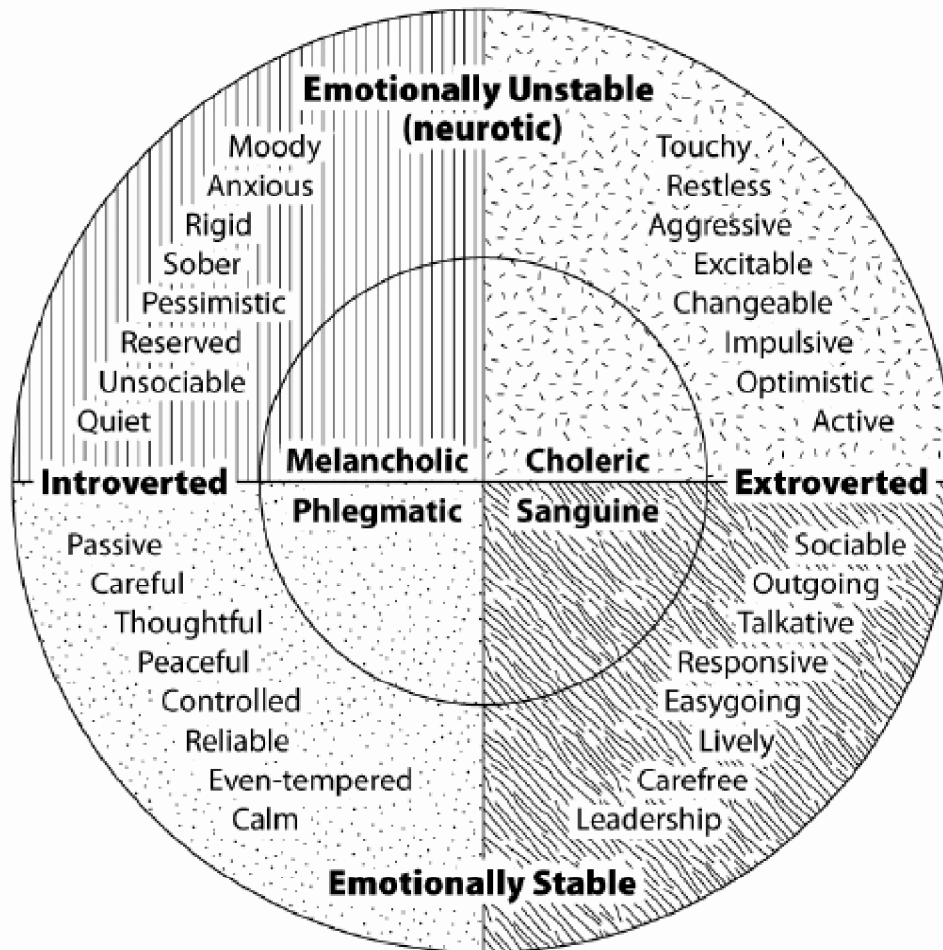 Emotionally Unstable
(neurotic)
Moody
Anxious
Rigid
Sober
Pessimistic
Reserved
Unsociable
Quiet
Touchy
Restless
Aggressive
Excitable
Changeable
Impulsive
Optimistic
Active
Melancholic
Choleric
Introverted
Extroverted
Phlegmatic
Sanguine
Passive
Careful
Thoughtful
Peaceful
Controlled
Reliable
Even-tempered
Calm
Sociable
Outgoing
Talkative
Responsive
Easygoing
Lively
Carefree
Leadership
Emotionally Stable